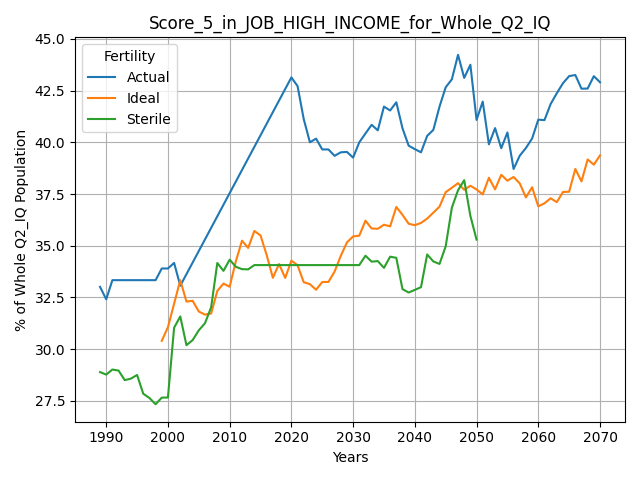 Score_5_in_JOB_HIGH_INCOME_for_Whole_Q2_IQ
% of Whole Q2_IQ Population
45.0
42.5
40.0
37.5
35.0
32.5
30.0
27.5
Fertility
Actual
Ideal
Sterile
1990 2000 2010 2020 2030 2040 2050 2060 2070
Years